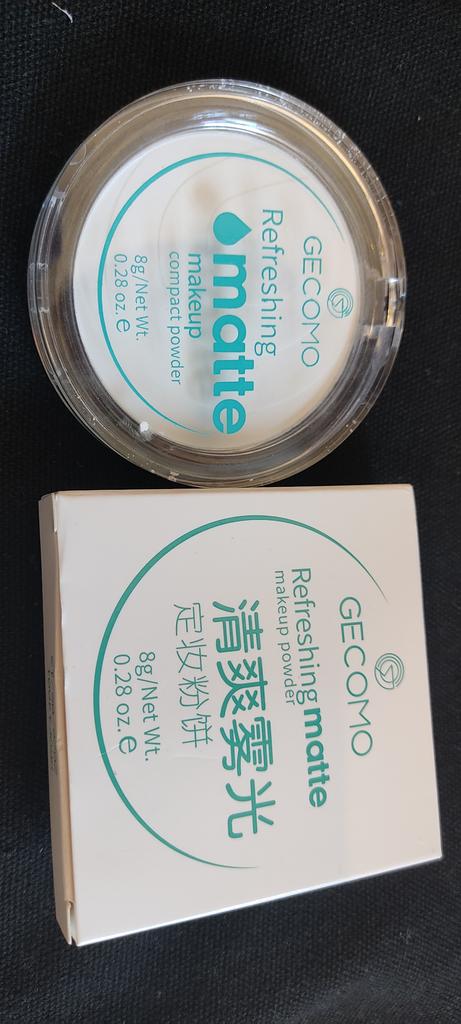 GECOMO
Refreshing
matte
makeup
compact powder
8g/Net Wt.
0.28 oz. e
GECOMO
Refreshing matte
makeup powder
清爽雾光
定妆粉饼
8g/Net Wt.
0.28 oz. e